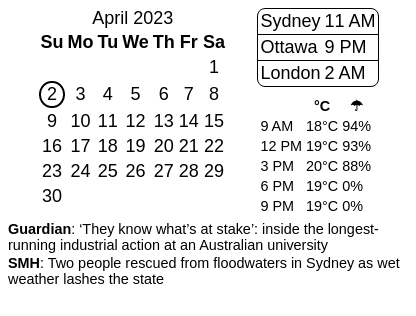 April 2023
Su Mo Tu We Th Fr Sa
1
2 3 4 5 6 7 8
9 10 11 12 13 14 15
16 17 18 19 20 21 22
23 24 25 26 27 28 29
30
Sydney 11 AM
Ottawa 9 PM
London 2 AM
°C ☂
9 AM 18°C 94%
12 PM 19°C 93%
3 PM 20°C 88%
6 PM 19°C 0%
9 PM 19°C 0%
Guardian: ‘They know what’s at stake’: inside the longest-
running industrial action at an Australian university
SMH: Two people rescued from floodwaters in Sydney as wet
weather lashes the state